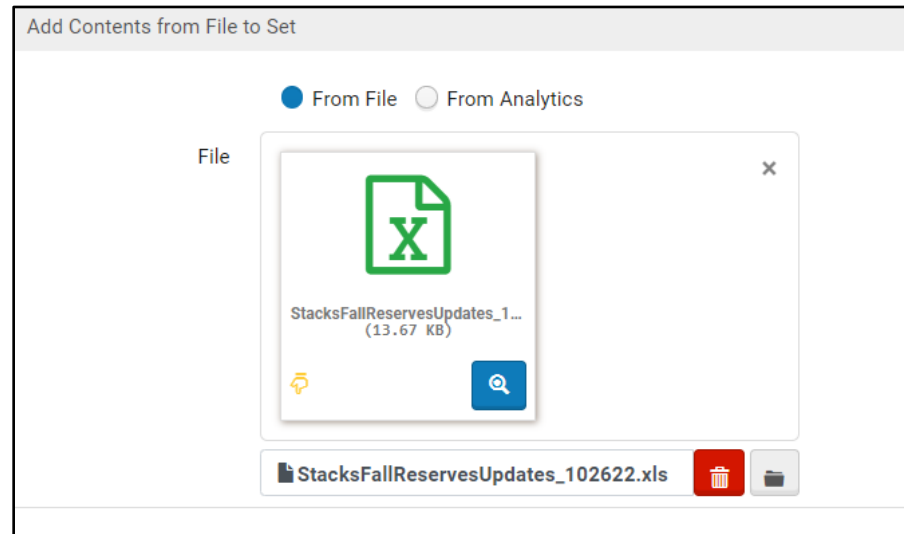 Add Contents from File to Set
From File From Analytics
File
×
X
StacksFallReservesUpdates_1...
(13.67 KB)
StacksFallReservesUpdates_102622.xls